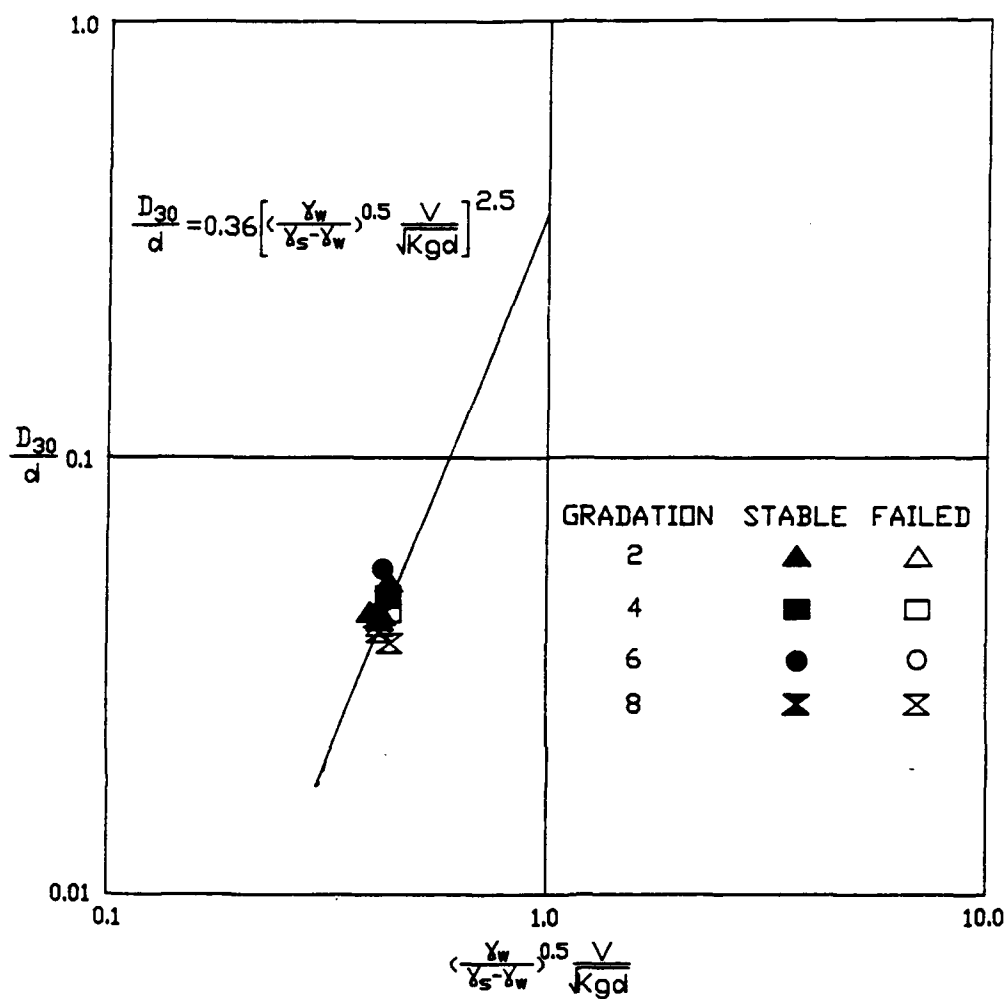 1.0
D30/d =0.36[(γw/γs-γw)^0.5 V/√Kgd]^2.5
D30/d
0.1
GRADATION STABLE FAILED
2
4
6
8
0.01
0.1 1.0 10.0
(γw/γs-γw)^0.5 V/√Kgd